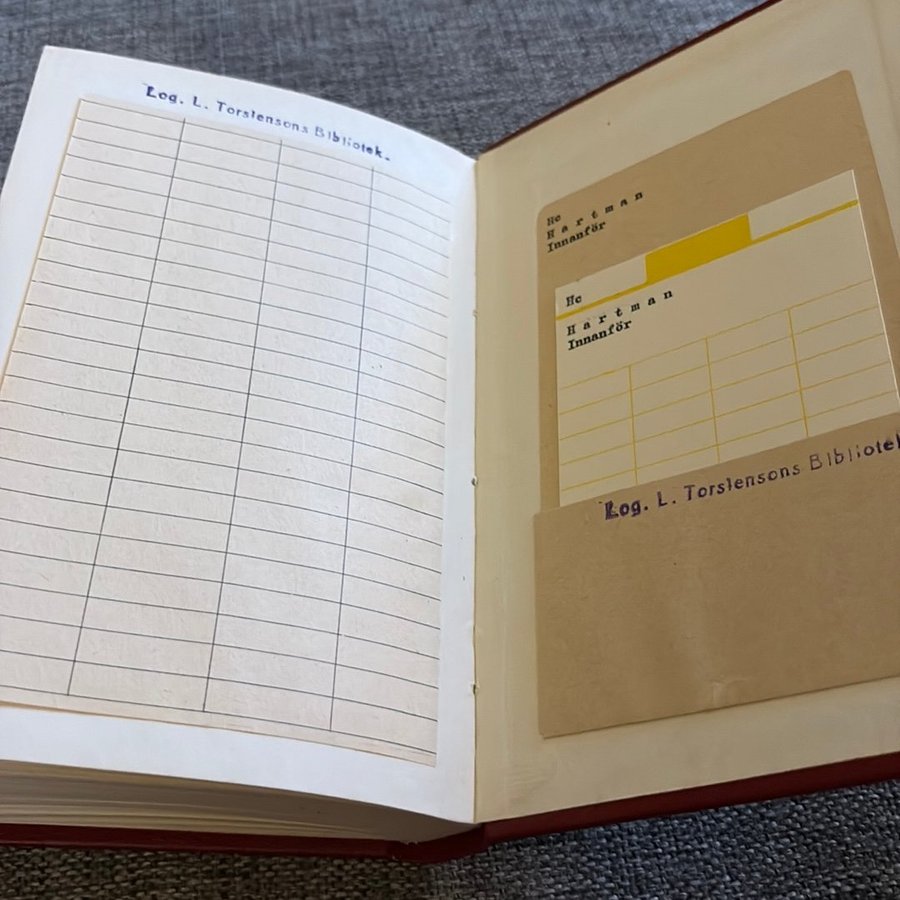 Log. L. Torstensons Bibliotek.
Hc
Hartman
Innanför
Hc
Hartman
Innanför
Log. L. Torstensons Bibliotek